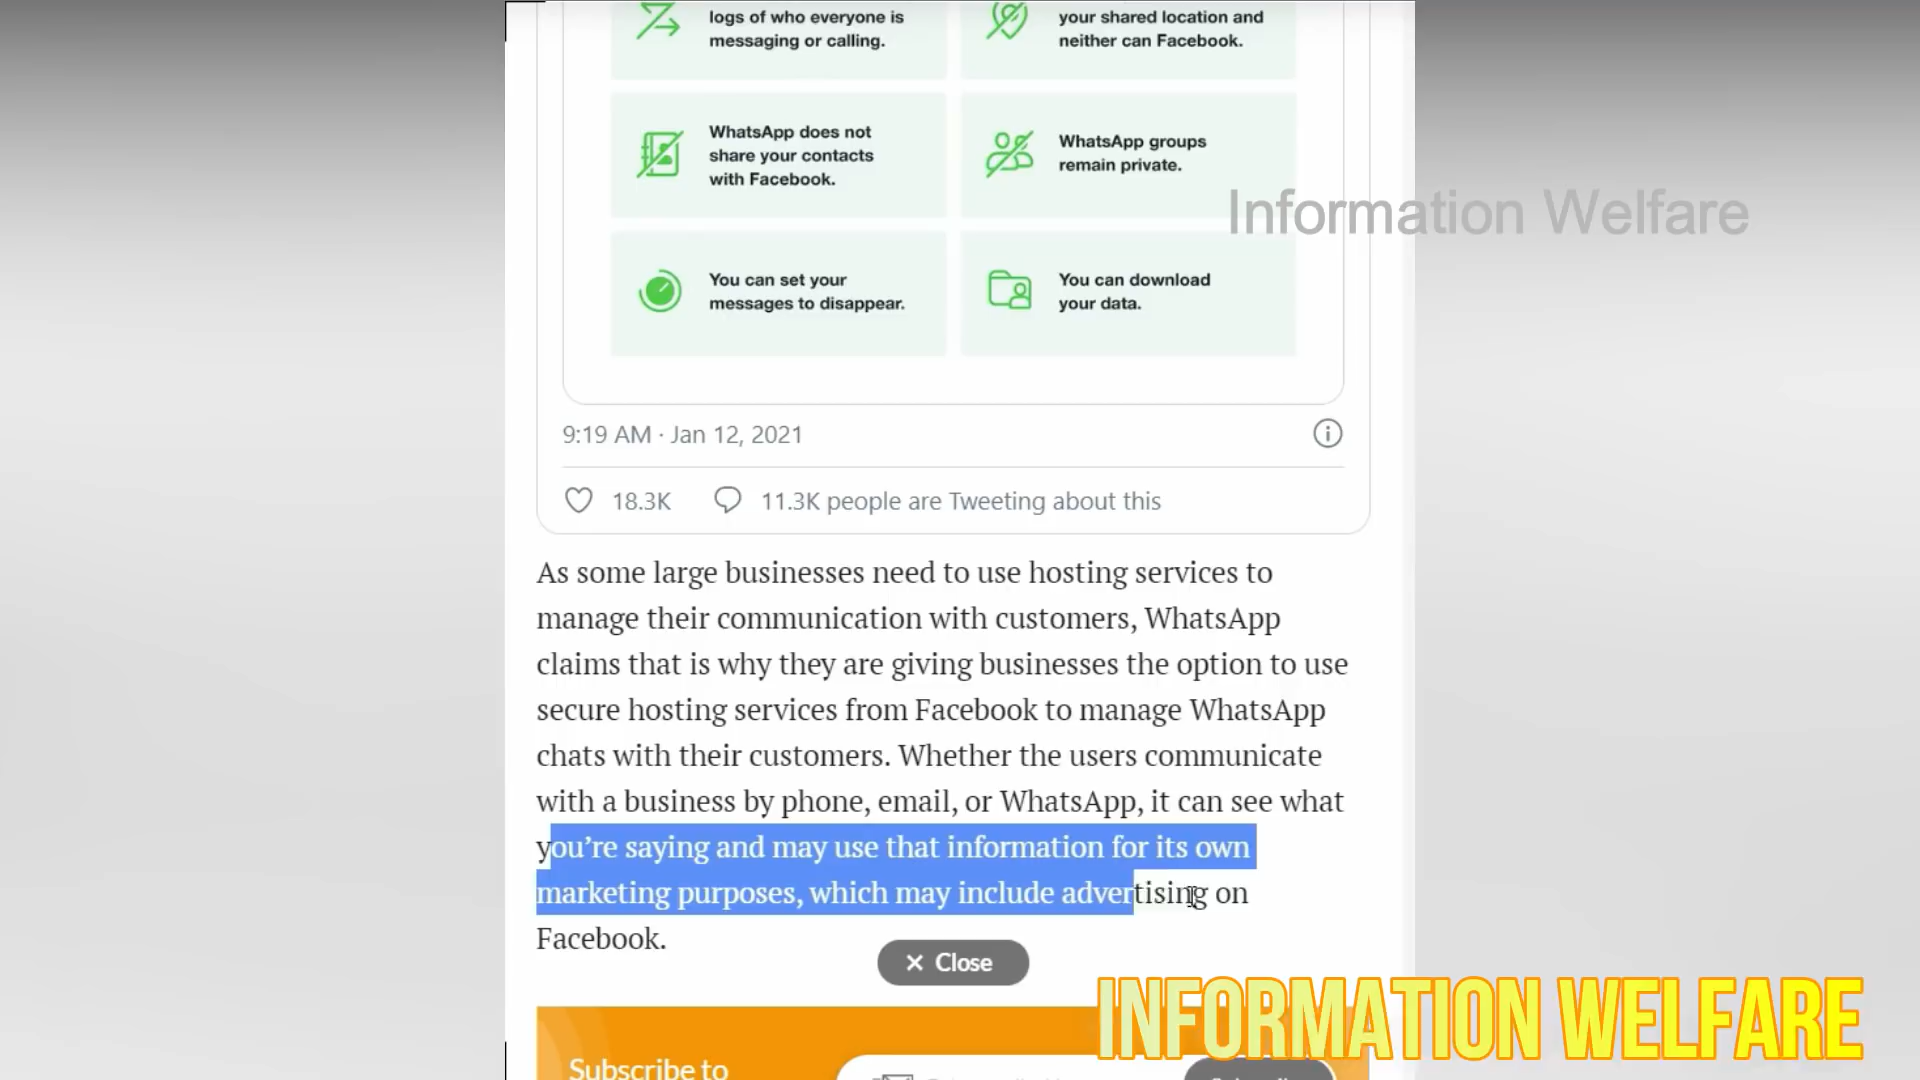 logs of who everyone is
messaging or calling.
your shared location and
neither can Facebook.
WhatsApp does not
share your contacts
with Facebook.
WhatsApp groups
remain private.
Information Welfare
You can set your
messages to disappear.
You can download
your data.
9:19 AM · Jan 12, 2021
18.3K
11.3K people are Tweeting about this
As some large businesses need to use hosting services to
manage their communication with customers, WhatsApp
claims that is why they are giving businesses the option to use
secure hosting services from Facebook to manage WhatsApp
chats with their customers. Whether the users communicate
with a business by phone, email, or WhatsApp, it can see what
you’re saying and may use that information for its own
marketing purposes, which may include advertising on
Facebook.
Close
INFORMATION WELFARE
Subscribe to